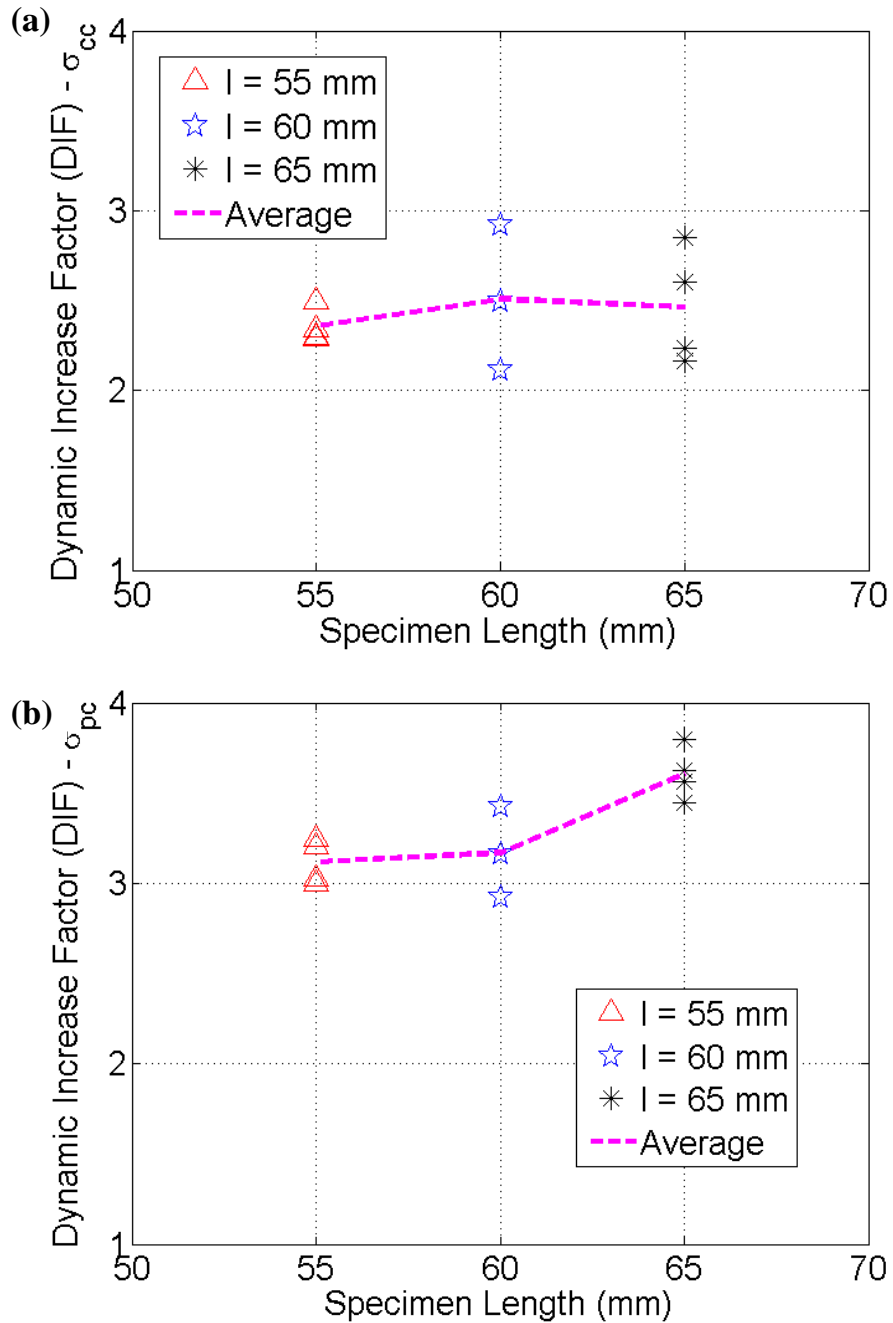 (a)
Dynamic Increase Factor (DIF) - σcc
4
3
2
1
l = 55 mm
l = 60 mm
l = 65 mm
Average
50 55 60 65 70
Specimen Length (mm)
(b)
Dynamic Increase Factor (DIF) - σpc
4
3
2
1
l = 55 mm
l = 60 mm
l = 65 mm
Average
50 55 60 65 70
Specimen Length (mm)